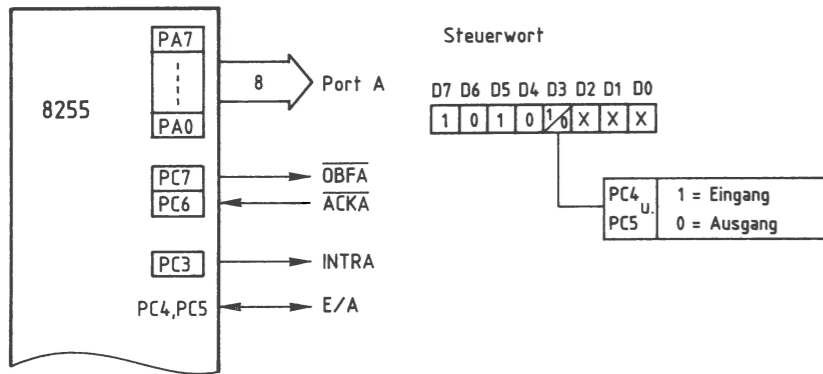 PA7
8255
PA0
8
Port A
PC7
OBFA
PC6
ACKA
PC3
INTRA
PC4,PC5
E/A
Steuerwort
D7 D6 D5 D4 D3 D2 D1 D0
1 0 1 0 1/0 X X X
PC4 u. PC5
1 = Eingang
0 = Ausgang